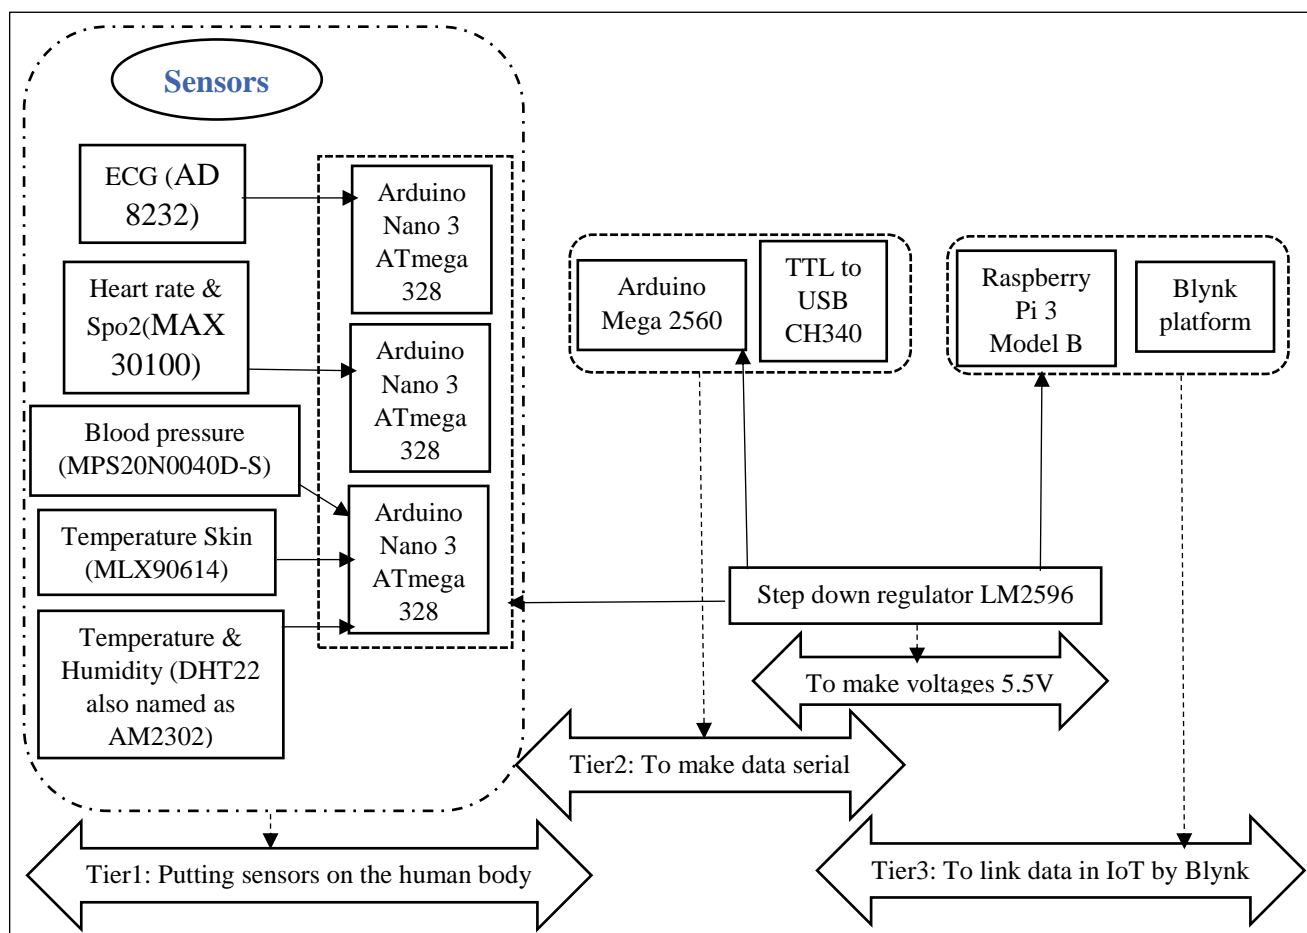 Sensors
ECG (AD
8232)
Heart rate &
Spo2(MAX
30100)
Blood pressure
(MPS20N0040D-S)
Temperature Skin
(MLX90614)
Temperature &
Humidity (DHT22
also named as
AM2302)
Arduino
Nano 3
ATmega
328
Arduino
Nano 3
ATmega
328
Arduino
Nano 3
ATmega
328
Arduino
Mega 2560
TTL to
USB
CH340
Raspberry
Pi 3
Model B
Blynk
platform
Step down regulator LM2596
To make voltages 5.5V
Tier2: To make data serial
Tier1: Putting sensors on the human body
Tier3: To link data in IoT by Blynk